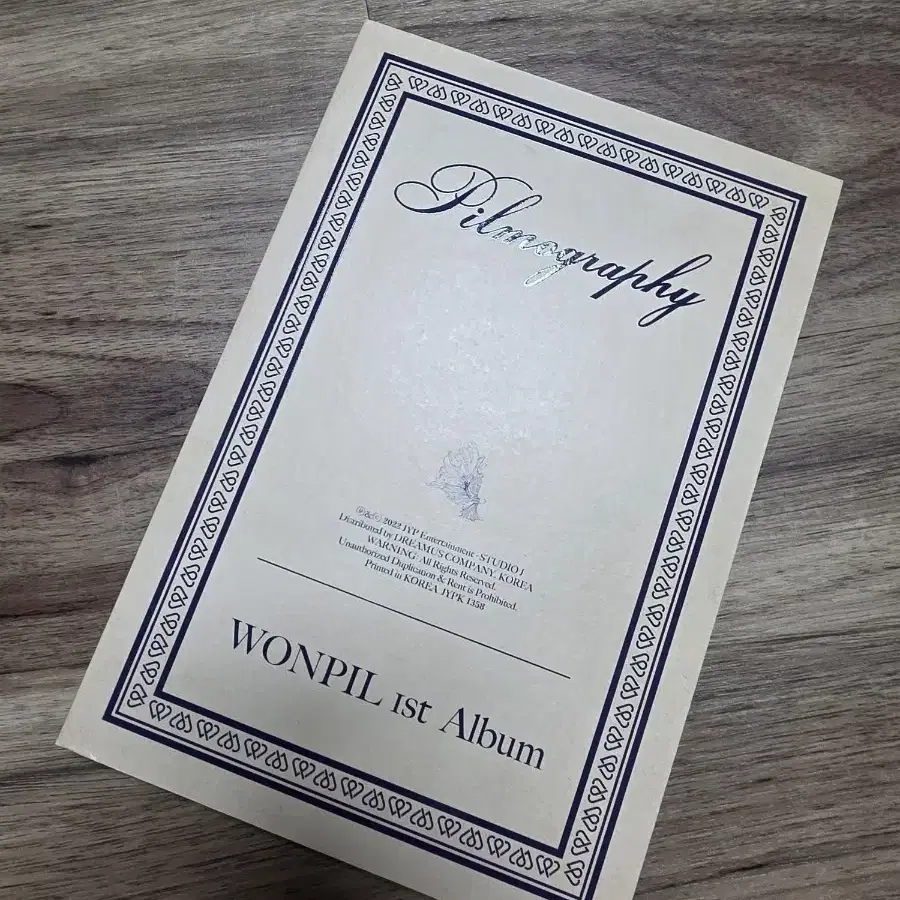 Pilmography
℗&© 2022 JYP Entertainment · STUDIO J
Distributed by DREAMUS COMPANY, KOREA
WARNING : All Rights Reserved.
Unauthorized Duplication & Rent is Prohibited.
Printed in KOREA JYPK 1358
WONPIL 1st Album